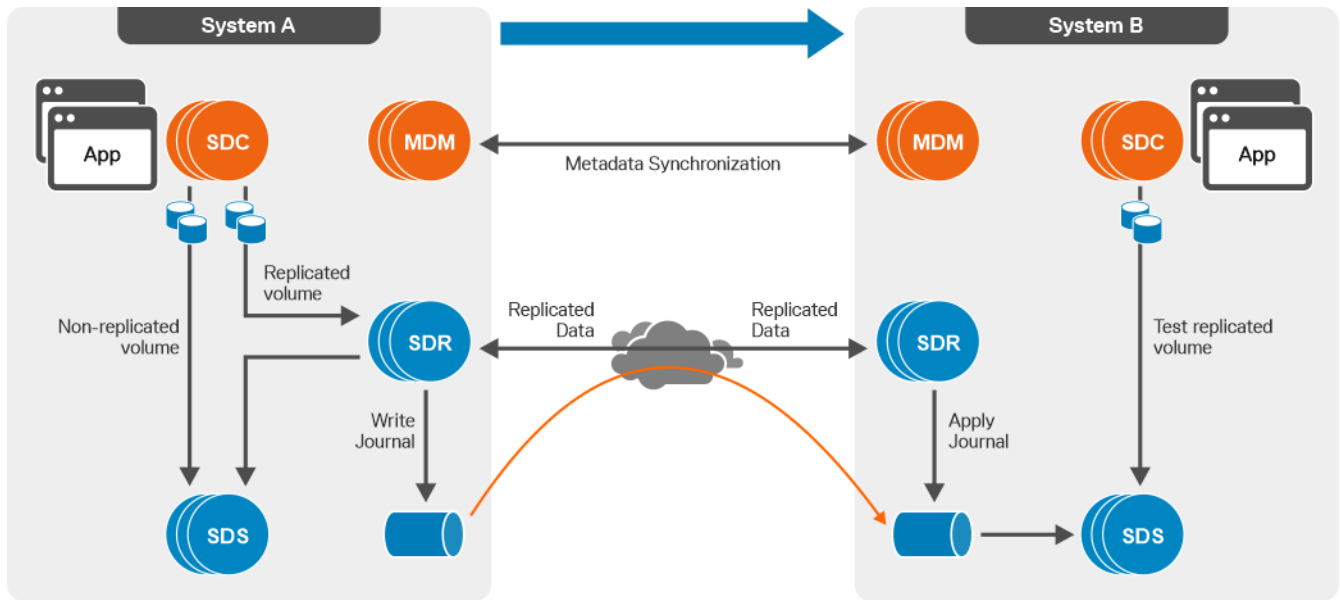 System A
System B
App
SDC
MDM
Metadata Synchronization
MDM
SDC
App
Replicated
volume
Non-replicated
volume
SDR
Replicated
Data
Replicated
Data
SDR
Test replicated
volume
Write
Journal
Apply
Journal
SDS
SDS